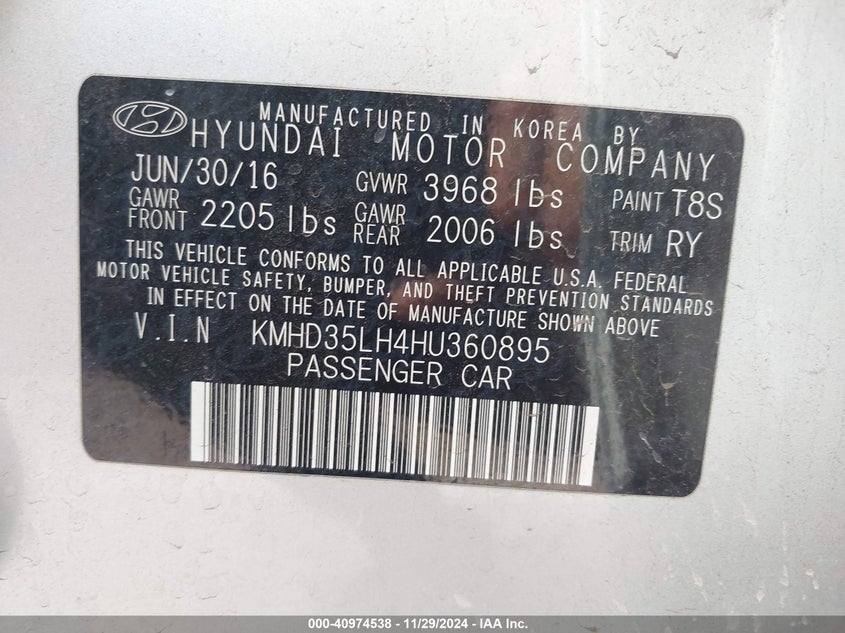 MANUFACTURED IN KOREA BY
HYUNDAI MOTOR COMPANY
JUN/30/16 GVWR 3968 lbs PAINT T8S
GAWR FRONT 2205 lbs GAWR REAR 2006 lbs TRIM RY
THIS VEHICLE CONFORMS TO ALL APPLICABLE U.S.A. FEDERAL
MOTOR VEHICLE SAFETY, BUMPER, AND THEFT PREVENTION STANDARDS
IN EFFECT ON THE DATE OF MANUFACTURE SHOWN ABOVE
V.I.N KMHD35LH4HU360895
PASSENGER CAR
000-40974538 - 11/29/2024 - IAA Inc.